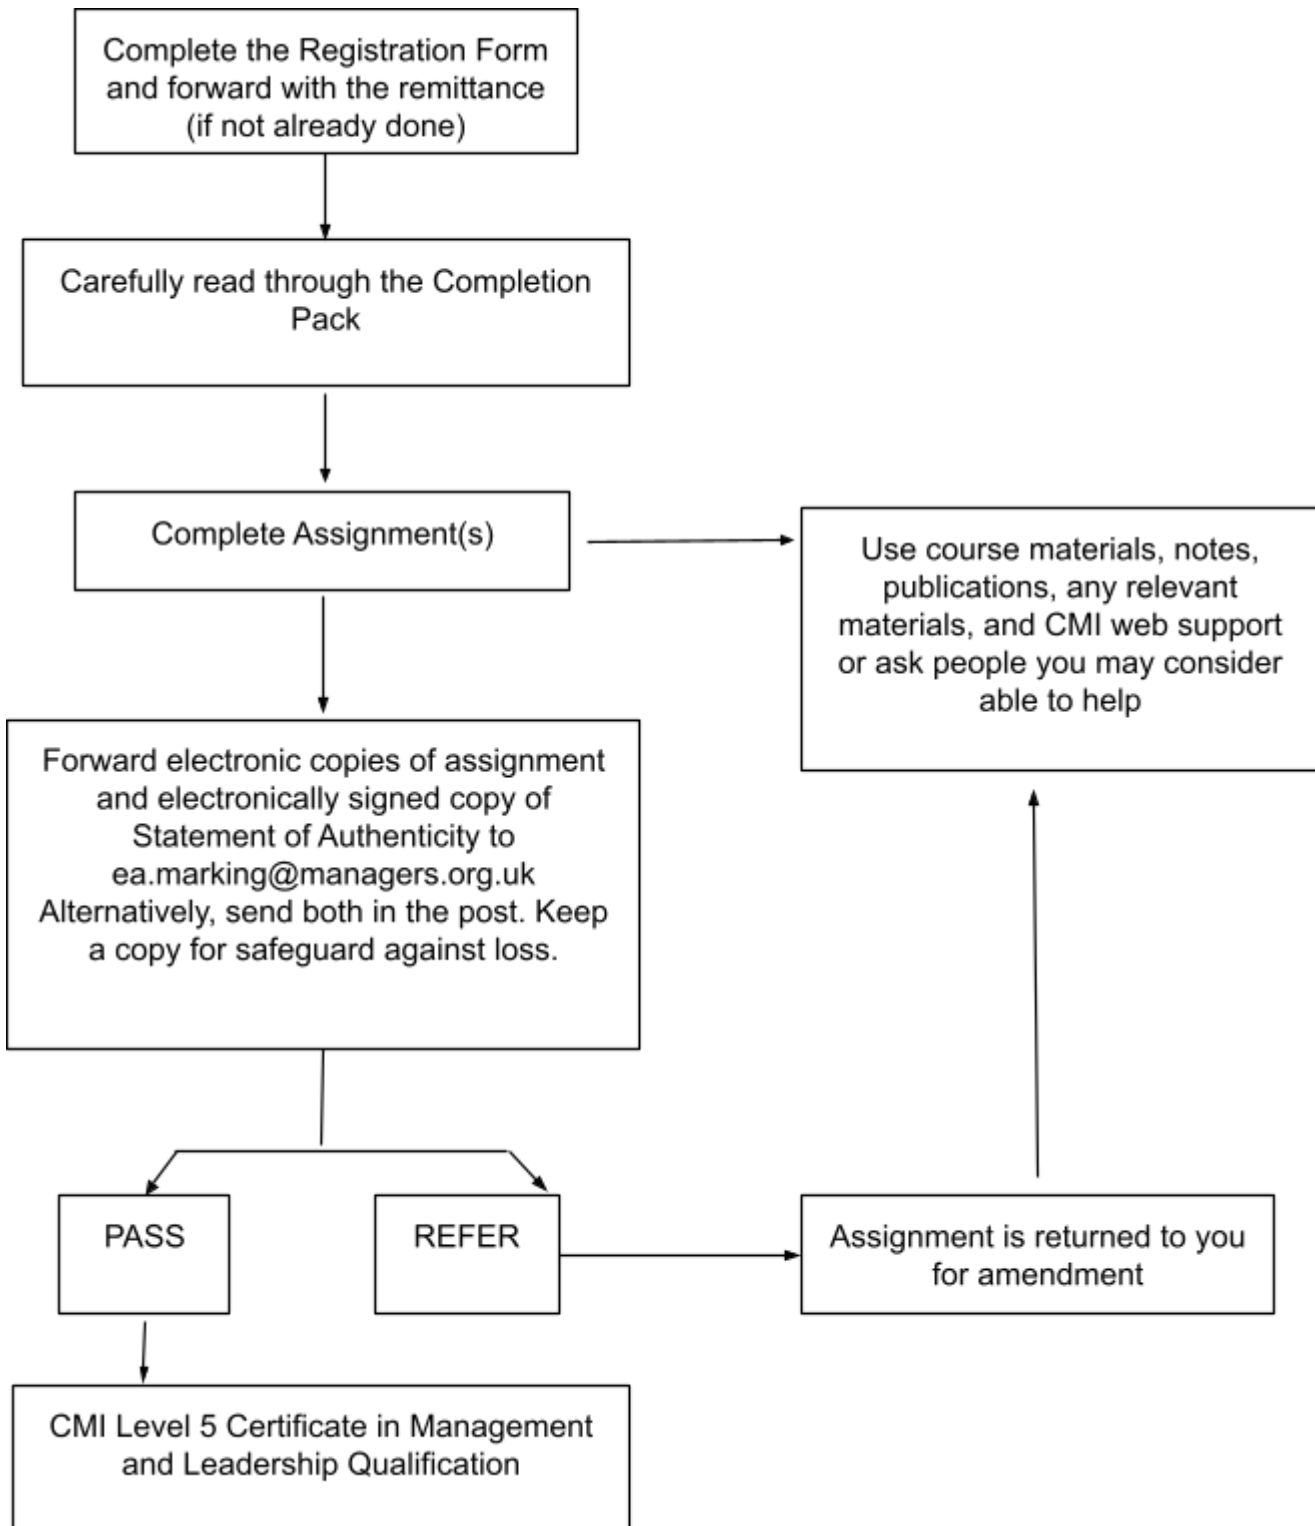 Complete the Registration Form
and forward with the remittance
(if not already done)
Carefully read through the Completion
Pack
Complete Assignment(s)
Use course materials, notes,
publications, any relevant
materials, and CMI web support
or ask people you may consider
able to help
Forward electronic copies of assignment
and electronically signed copy of
Statement of Authenticity to
ea.marking@managers.org.uk
Alternatively, send both in the post. Keep
a copy for safeguard against loss.
PASS
REFER
Assignment is returned to you
for amendment
CMI Level 5 Certificate in Management
and Leadership Qualification